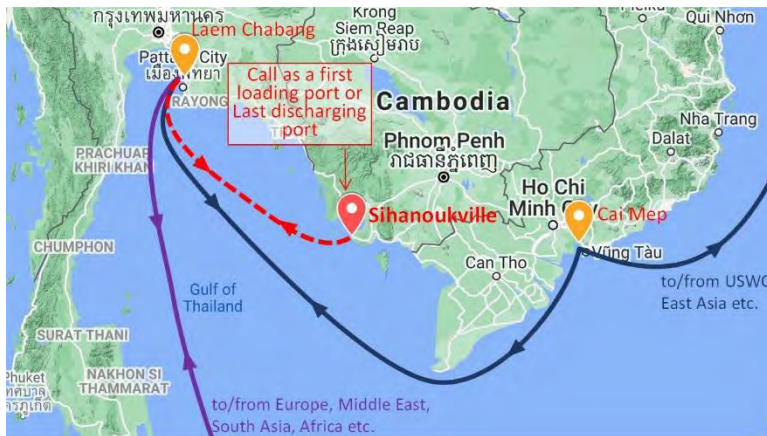 กรุงเทพมหานคร
Laem Chabang
Pattaya City
เมืองพัทยา
RAYONG
Krong
Siem Reap
ក្រុងសៀមរាប
Qui Nhơn
Call as a first
loading port or
Last discharging
port
Cambodia
Nha Trang
Dalat
PRACHUAP
KHIRI KHAN
Phnom Penh
រាជធានីភ្នំពេញ
Ho Chi
Minh City
Sihanoukville
Cai Mep
CHUMPHON
Vũng Tàu
Can Tho
Gulf of
Thailand
to/from USWC
East Asia etc.
SURAT THANI
Phuket
NAKHON SI
THAMMARAT
to/from Europe, Middle East,
South Asia, Africa etc.